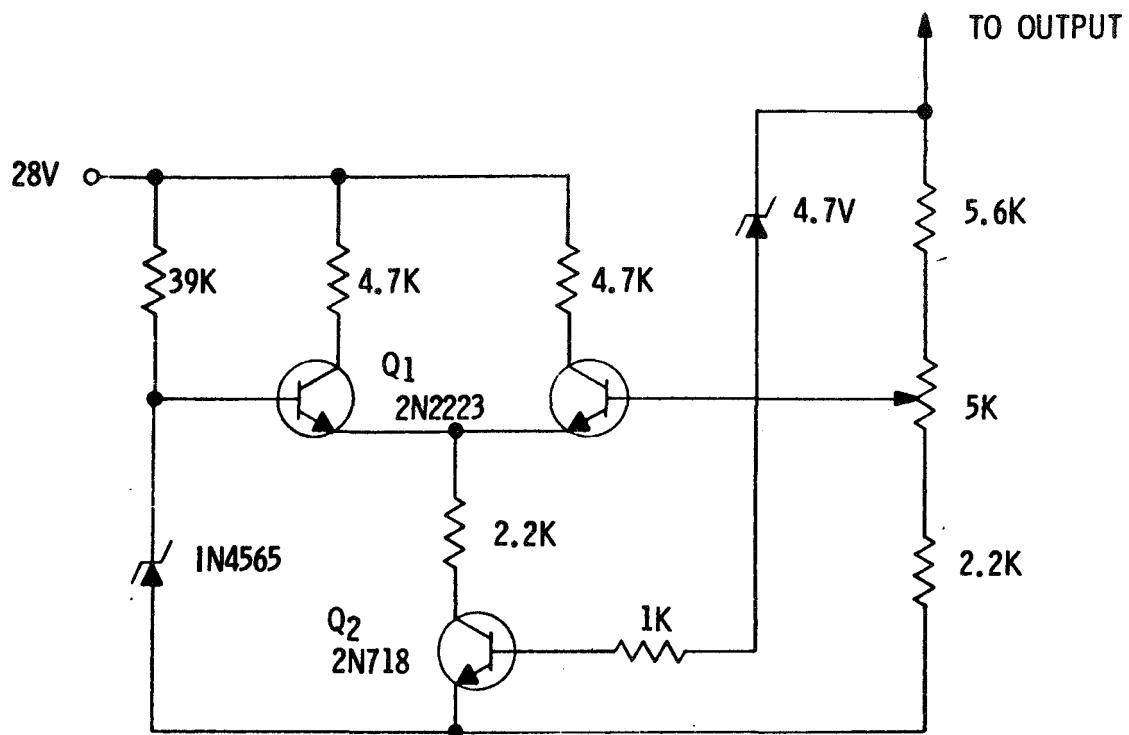 TO OUTPUT
28V
4.7V
5.6K
39K
4.7K
4.7K
Q1
2N2223
5K
IN4565
2.2K
2.2K
Q2
2N718
1K